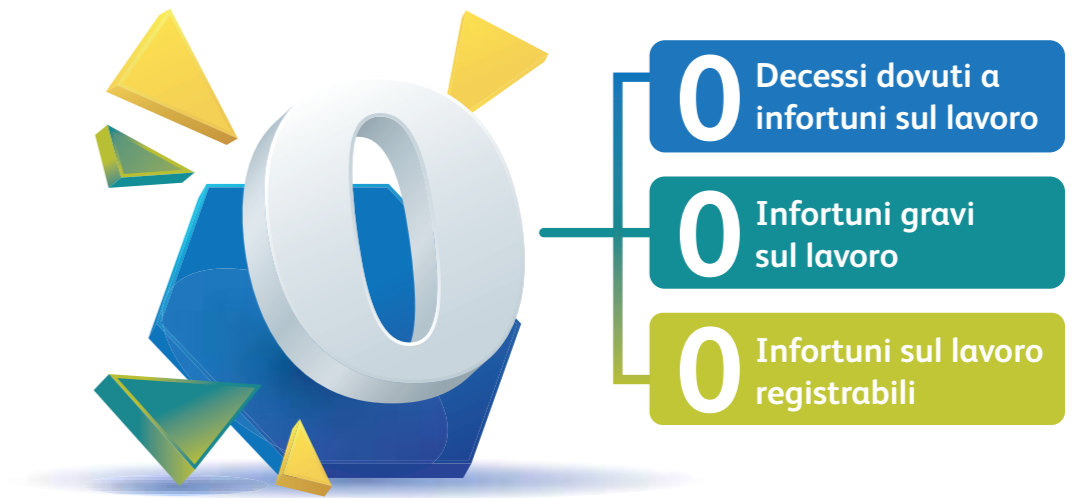 0
0 Decessi dovuti a
infortuni sul lavoro
0 Infortuni gravi
sul lavoro
0 Infortuni sul lavoro
registrabili